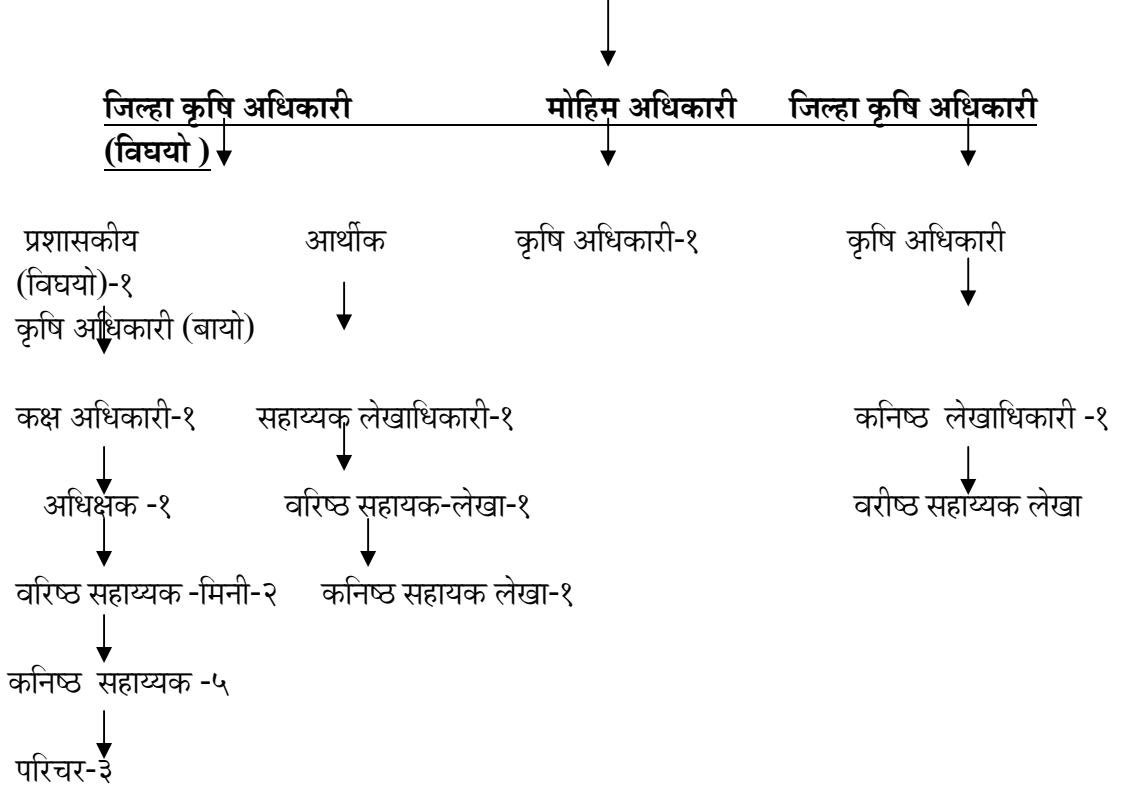 जिल्हा कृषि अधिकारी मोहिम अधिकारी जिल्हा कृषि अधिकारी
(विघयो )
प्रशासकीय आर्थीक कृषि अधिकारी-१ कृषि अधिकारी
(विघयो)-१
कृषि अधिकारी (बायो)
कक्ष अधिकारी-१ सहाय्यक लेखाधिकारी-१ कनिष्ठ लेखाधिकारी -१
अधिक्षक -१ वरिष्ठ सहायक-लेखा-१ वरीष्ठ सहाय्यक लेखा
वरिष्ठ सहाय्यक -मिनी-२ कनिष्ठ सहायक लेखा-१
कनिष्ठ सहाय्यक -५
परिचर-३